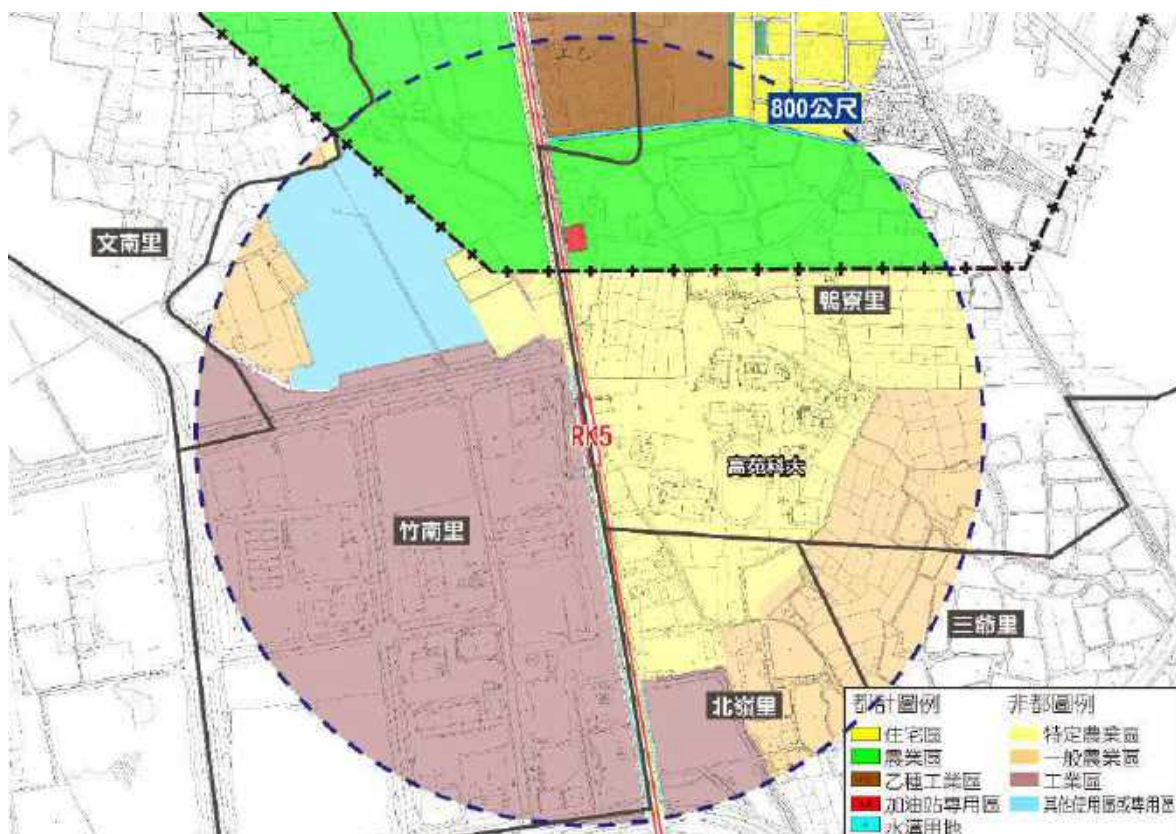 工乙
800公尺
文南里
鴨寮里
RK5
高苑科大
竹南里
三爺里
北嶺里
都計圖例
非都圖例
住宅區
特定農業區
農業區
一般農業區
乙種工業區
工業區
加油站專用區
其他使用區或專用區
水溝用地